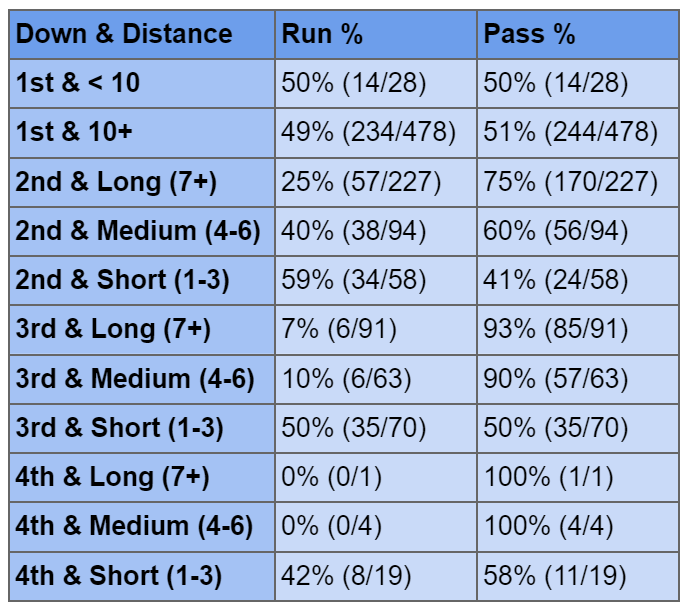 Down & Distance Run % Pass %
1st & < 10 50% (14/28) 50% (14/28)
1st & 10+ 49% (234/478) 51% (244/478)
2nd & Long (7+) 25% (57/227) 75% (170/227)
2nd & Medium (4-6) 40% (38/94) 60% (56/94)
2nd & Short (1-3) 59% (34/58) 41% (24/58)
3rd & Long (7+) 7% (6/91) 93% (85/91)
3rd & Medium (4-6) 10% (6/63) 90% (57/63)
3rd & Short (1-3) 50% (35/70) 50% (35/70)
4th & Long (7+) 0% (0/1) 100% (1/1)
4th & Medium (4-6) 0% (0/4) 100% (4/4)
4th & Short (1-3) 42% (8/19) 58% (11/19)